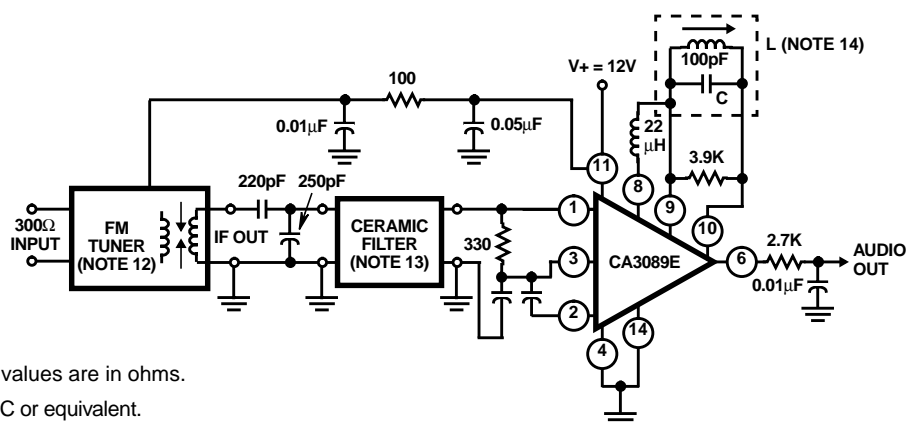 L (NOTE 14)
100pF
C
V+ = 12V
100
0.01µF
0.05µF
22
µH
3.9K
11
8
9
10
220pF
250pF
300Ω
INPUT
FM
TUNER
(NOTE 12)
IF OUT
CERAMIC
FILTER
(NOTE 13)
330
1
3
2
CA3089E
6
2.7K
AUDIO
OUT
0.01µF
4
14
values are in ohms.
C or equivalent.